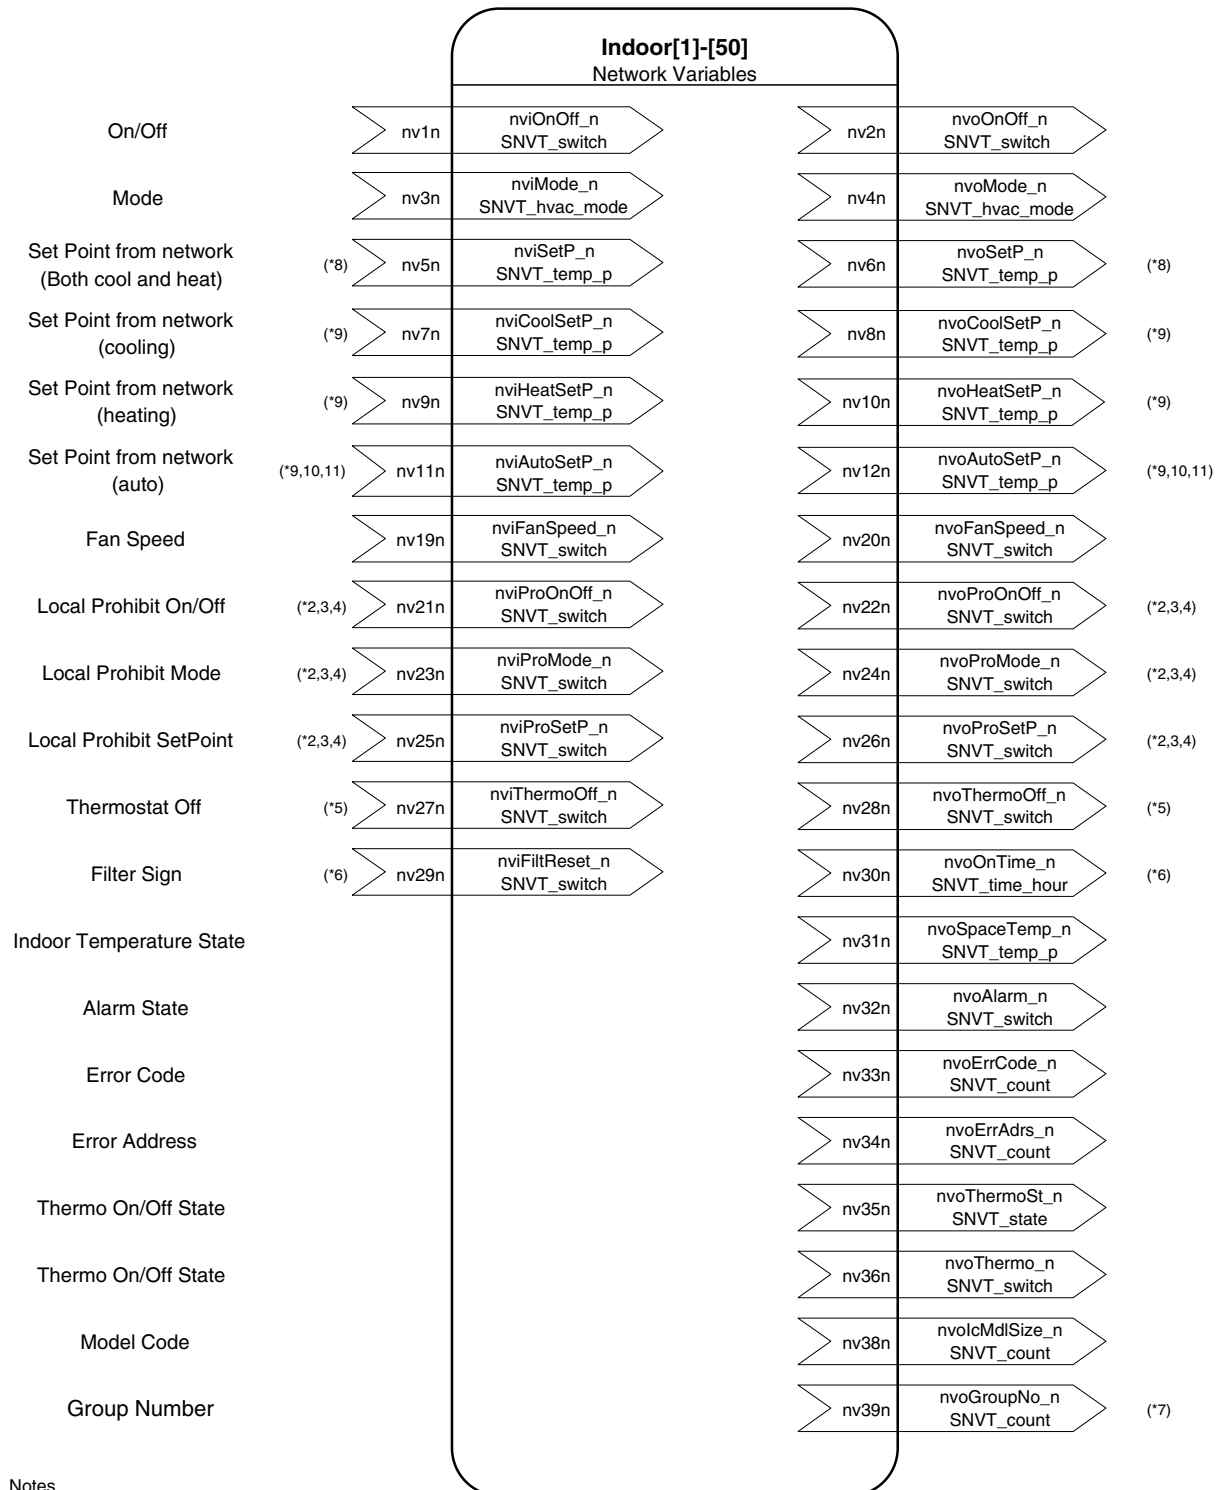 Indoor[1]-[50]
Network Variables
On/Off
nv1n
nviOnOff_n
SNVT_switch
nv2n
nvoOnOff_n
SNVT_switch
Mode
nv3n
nviMode_n
SNVT_hvac_mode
nv4n
nvoMode_n
SNVT_hvac_mode
Set Point from network
(Both cool and heat)
(*8)
nv5n
nviSetP_n
SNVT_temp_p
nv6n
nvoSetP_n
SNVT_temp_p
(*8)
Set Point from network
(cooling)
(*9)
nv7n
nviCoolSetP_n
SNVT_temp_p
nv8n
nvoCoolSetP_n
SNVT_temp_p
(*9)
Set Point from network
(heating)
(*9)
nv9n
nviHeatSetP_n
SNVT_temp_p
nv10n
nvoHeatSetP_n
SNVT_temp_p
(*9)
Set Point from network
(auto)
(*9,10,11)
nv11n
nviAutoSetP_n
SNVT_temp_p
nv12n
nvoAutoSetP_n
SNVT_temp_p
(*9,10,11)
Fan Speed
nv19n
nviFanSpeed_n
SNVT_switch
nv20n
nvoFanSpeed_n
SNVT_switch
Local Prohibit On/Off
(*2,3,4)
nv21n
nviProOnOff_n
SNVT_switch
nv22n
nvoProOnOff_n
SNVT_switch
(*2,3,4)
Local Prohibit Mode
(*2,3,4)
nv23n
nviProMode_n
SNVT_switch
nv24n
nvoProMode_n
SNVT_switch
(*2,3,4)
Local Prohibit SetPoint
(*2,3,4)
nv25n
nviProSetP_n
SNVT_switch
nv26n
nvoProSetP_n
SNVT_switch
(*2,3,4)
Thermostat Off
(*5)
nv27n
nviThermoOff_n
SNVT_switch
nv28n
nvoThermoOff_n
SNVT_switch
(*5)
Filter Sign
(*6)
nv29n
nviFiltReset_n
SNVT_switch
nv30n
nvoOnTime_n
SNVT_time_hour
(*6)
Indoor Temperature State
nv31n
nvoSpaceTemp_n
SNVT_temp_p
Alarm State
nv32n
nvoAlarm_n
SNVT_switch
Error Code
nv33n
nvoErrCode_n
SNVT_count
Error Address
nv34n
nvoErrAdrs_n
SNVT_count
Thermo On/Off State
nv35n
nvoThermoSt_n
SNVT_state
Thermo On/Off State
nv36n
nvoThermo_n
SNVT_switch
Model Code
nv38n
nvoIcMdlSize_n
SNVT_count
Group Number
nv39n
nvoGroupNo_n
SNVT_count
(*7)
Notes